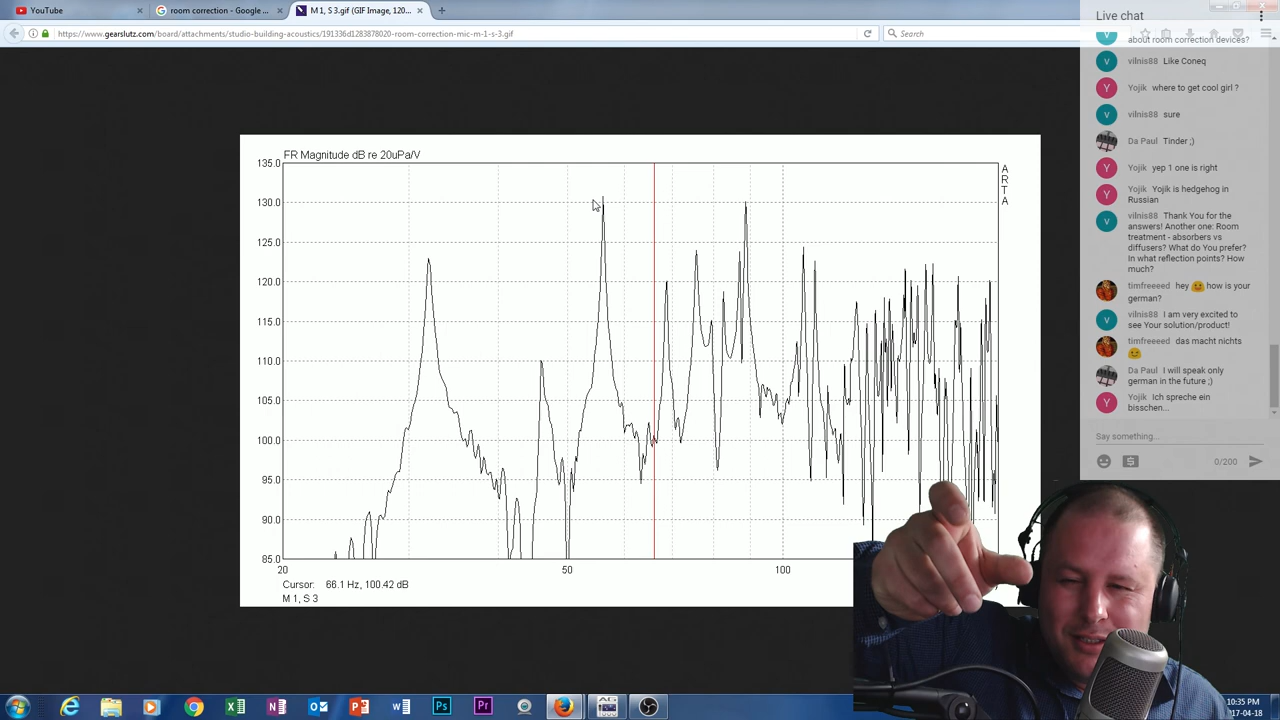 YouTube
room correction - Google ...
M 1, S 3.gif (GIF Image, 120...
https://www.gearslutz.com/board/attachments/studio-building-acoustics/191336d1283878020-room-correction-mic-m-1-s-3.gif
Search
Live chat
about room correction devices?
vilnis88 Like Coneq
Yojik where to get cool girl ?
vilnis88 sure
Da Paul Tinder ;)
Yojik yep 1 one is right
Yojik Yojik is hedgehog in
Russian
vilnis88 Thank You for the
answers! Another one: Room
treatment - absorbers vs
diffusers? What do You prefer?
In what reflection points? How
much?
timfreeeed hey 😉 how is your
german?
vilnis88 I am very excited to
see Your solution/product!
timfreeeed das macht nichts
😉
Da Paul I will speak only
german in the future ;)
Yojik Ich spreche ein
bisschen...
Say something...
0/200
FR Magnitude dB re 20uPa/V
135.0
130.0
125.0
120.0
115.0
110.0
105.0
100.0
95.0
90.0
85.0
A
R
T
A
20
50
100
Cursor: 66.1 Hz, 100.42 dB
M 1, S 3
10:35 PM
2017-04-18